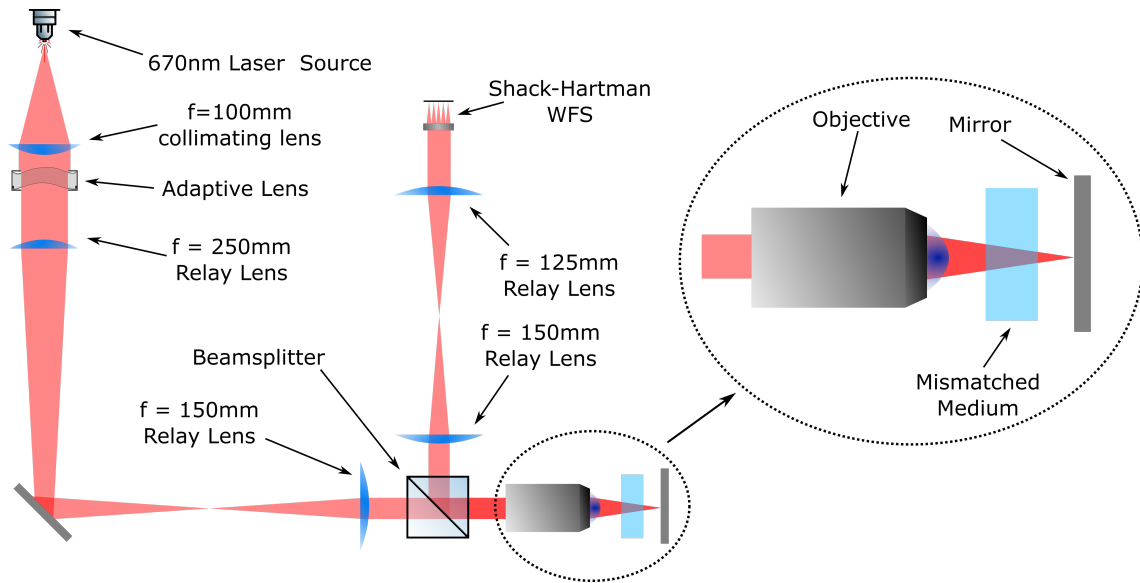 670nm Laser Source
f=100mm
collimating lens
Adaptive Lens
f = 250mm
Relay Lens
Shack-Hartman
WFS
f = 125mm
Relay Lens
f = 150mm
Relay Lens
Beamsplitter
f = 150mm
Relay Lens
Objective
Mirror
Mismatched
Medium